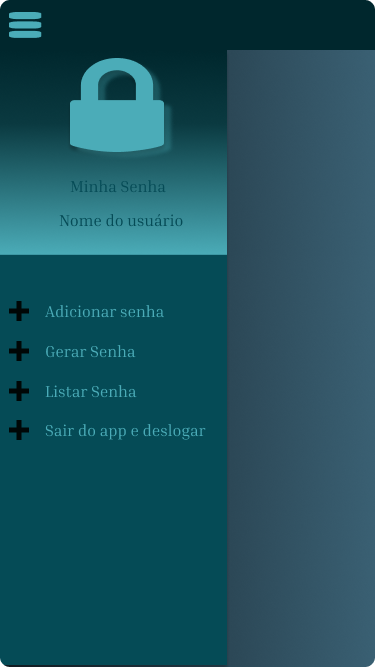 Minha Senha
Nome do usuário
Adicionar senha
Gerar Senha
Listar Senha
Sair do app e deslogar